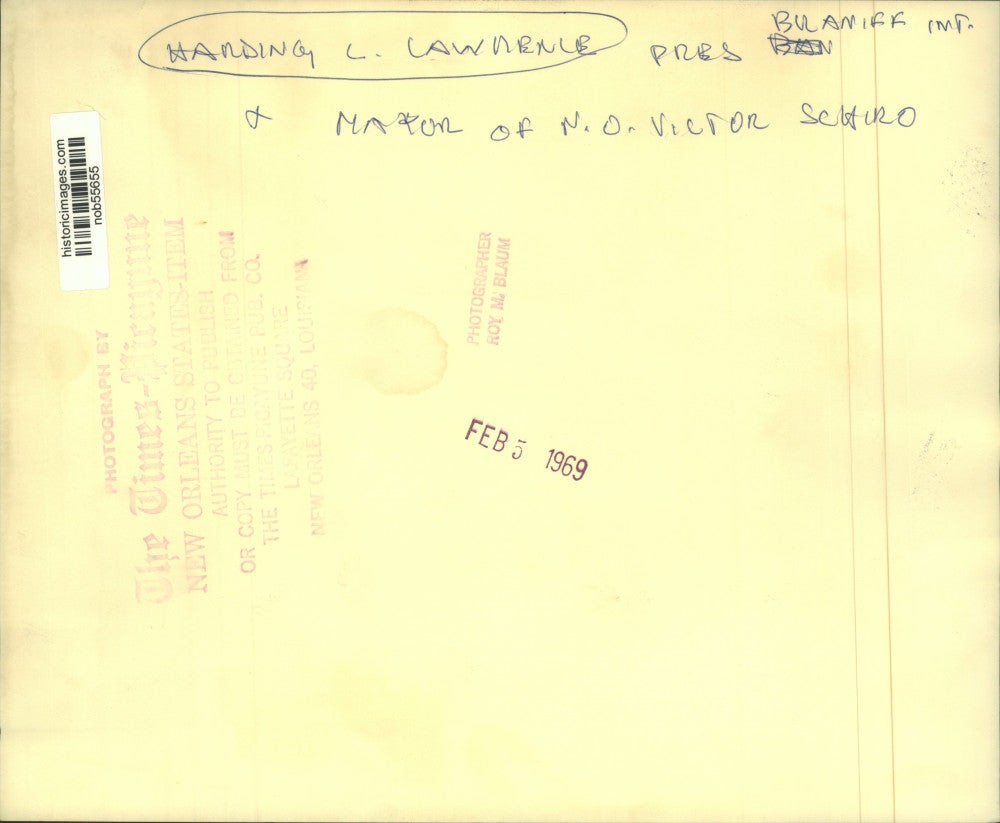 HARDING L. LAWRENCE PRES BRANIFF INT.
& MAYOR OF N.O. VICTOR SCHIRO
historicimages.com
nob55655
PHOTOGRAPH BY
The Times-Picayune
NEW ORLEANS STATES-ITEM
AUTHORITY TO PUBLISH
OR COPY MUST BE OBTAINED FROM
THE TIMES-PICAYUNE PUB. CO.
LAFAYETTE SQUARE
NEW ORLEANS 40, LOUISIANA
PHOTOGRAPHER
ROY M. BLAUM
FEB 5 1969